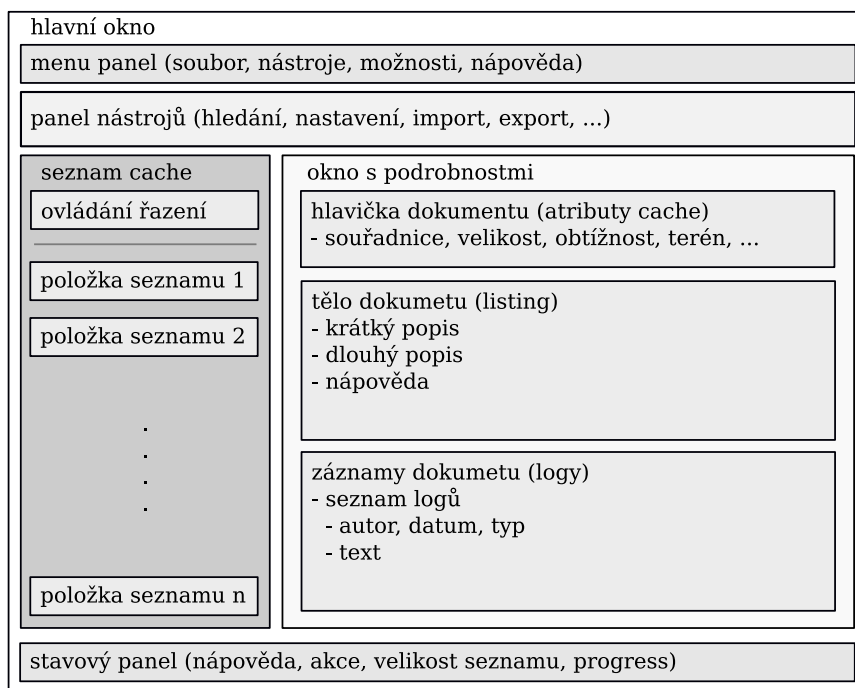 hlavní okno
menu panel (soubor, nástroje, možnosti, nápověda)
panel nástrojů (hledání, nastavení, import, export, ...)
seznam cache
ovládání řazení
položka seznamu 1
položka seznamu 2
.
.
.
.
položka seznamu n
okno s podrobnostmi
hlavička dokumentu (atributy cache)
- souřadnice, velikost, obtížnost, terén, ...
tělo dokumetu (listing)
- krátký popis
- dlouhý popis
- nápověda
záznamy dokumetu (logy)
- seznam logů
- autor, datum, typ
- text
stavový panel (nápověda, akce, velikost seznamu, progress)